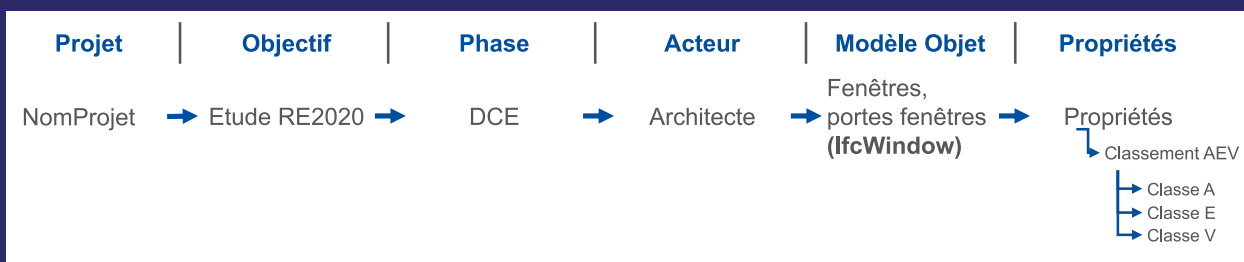 Projet
Objectif
Phase
Acteur
Modèle Objet
Propriétés
NomProjet
Etude RE2020
DCE
Architecte
Fenêtres,
portes fenêtres
(IfcWindow)
Propriétés
Classement AEV
Classe A
Classe E
Classe V